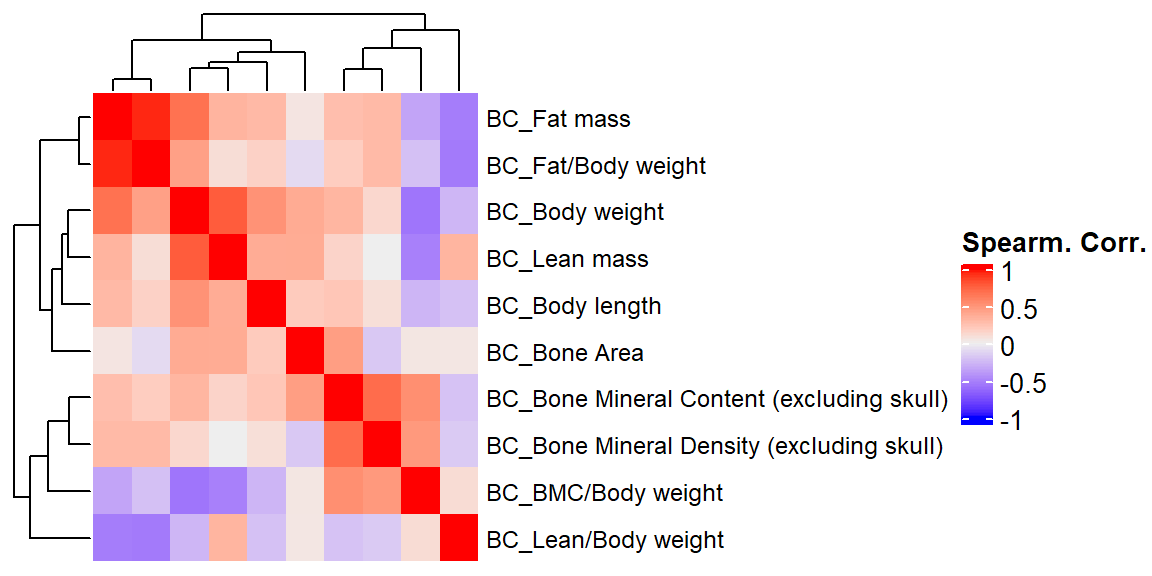 BC_Fat mass
BC_Fat/Body weight
BC_Body weight
BC_Lean mass
BC_Body length
BC_Bone Area
BC_Bone Mineral Content (excluding skull)
BC_Bone Mineral Density (excluding skull)
BC_BMC/Body weight
BC_Lean/Body weight
Spearm. Corr.
1
0.5
0
-0.5
-1